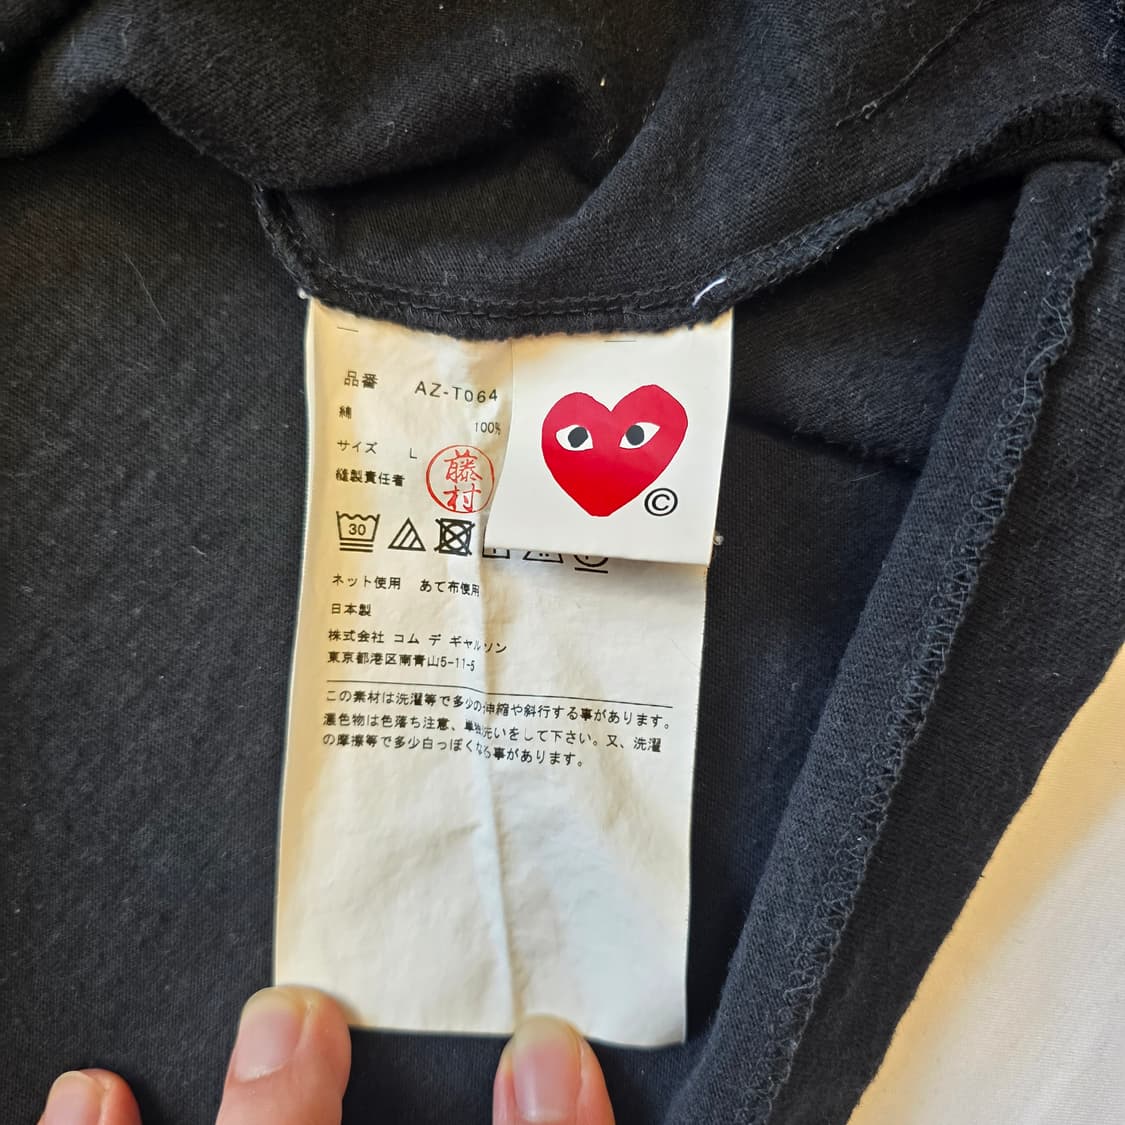 品番 AZ-T064
綿 100%
サイズ L
縫製責任者 藤村
30
ネット使用 あて布使用
日本製
株式会社 コム デ ギャルソン
東京都港区南青山5-11-5
この素材は洗濯等で多少の伸縮や斜行する事があります。
濃色物は色落ち注意、単独洗いをして下さい。又、洗濯
の摩擦等で多少白っぽくなる事があります。
©